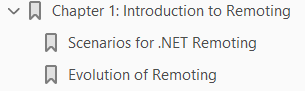 Chapter 1: Introduction to Remoting
Scenarios for .NET Remoting
Evolution of Remoting